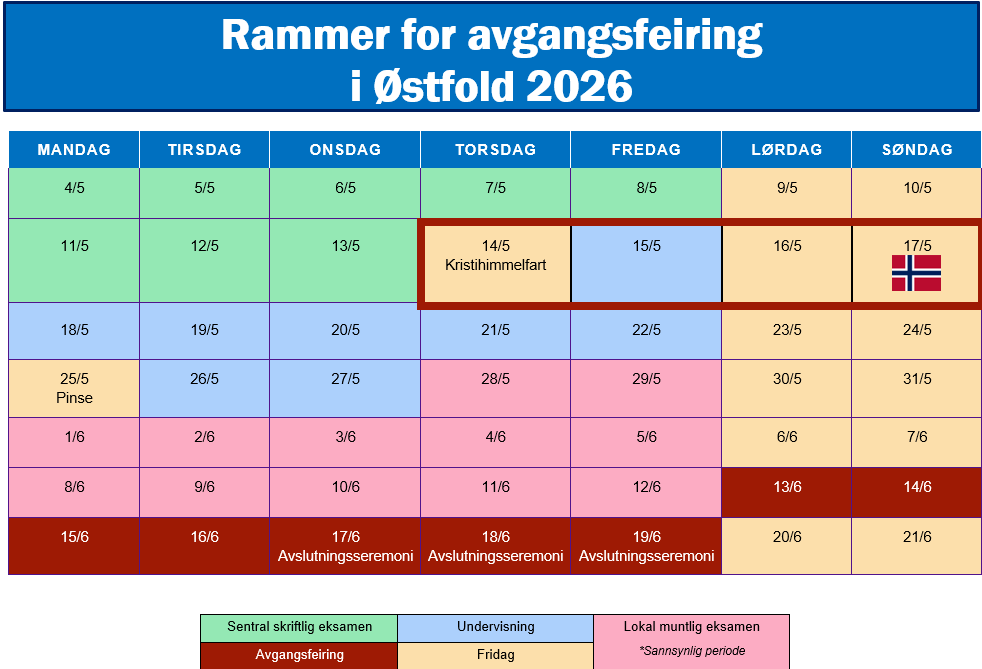 Rammer for avgangsfeiring
i Østfold 2026
MANDAG TIRSDAG ONSDAG TORSDAG FREDAG LØRDAG SØNDAG
4/5 5/5 6/5 7/5 8/5 9/5 10/5
11/5 12/5 13/5 14/5 15/5 16/5 17/5
Kristihimmelfart
18/5 19/5 20/5 21/5 22/5 23/5 24/5
25/5 26/5 27/5 28/5 29/5 30/5 31/5
Pinse
1/6 2/6 3/6 4/6 5/6 6/6 7/6
8/6 9/6 10/6 11/6 12/6 13/6 14/6
15/6 16/6 17/6 18/6 19/6 20/6 21/6
Avslutningsseremoni Avslutningsseremoni Avslutningsseremoni
Sentral skriftlig eksamen Undervisning Lokal muntlig eksamen
*Sannsynlig periode
Avgangsfeiring Fridag